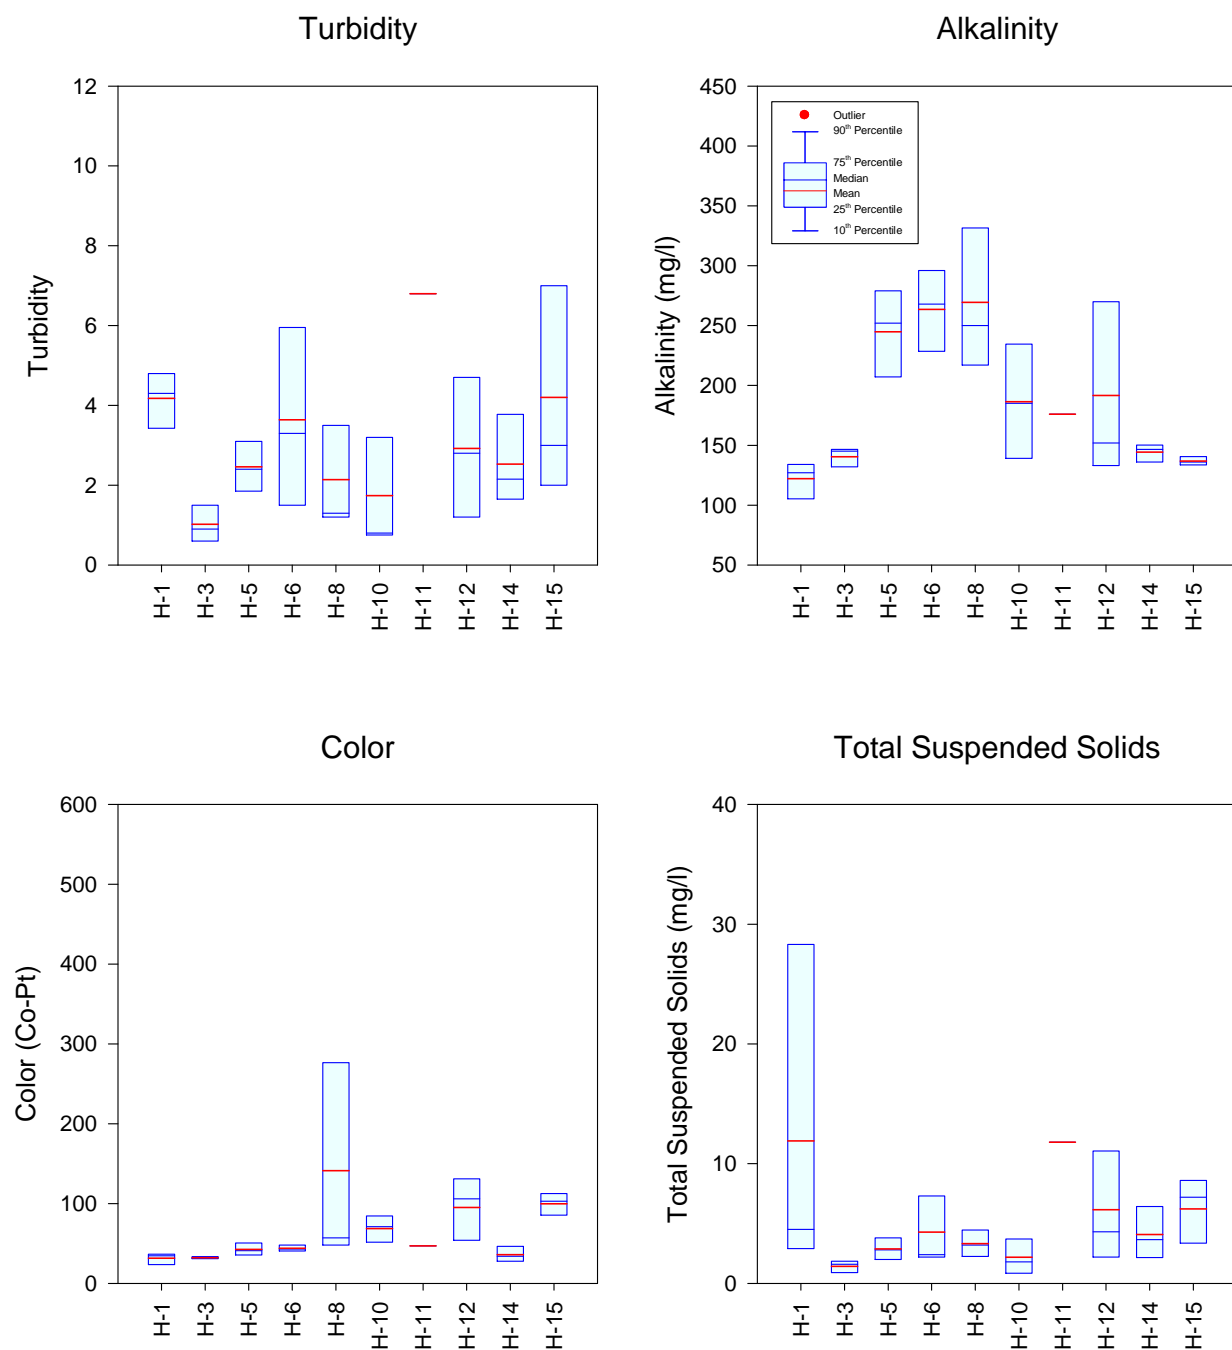 Turbidity
Turbidity
12
10
8
6
4
2
0
H-1
H-3
H-5
H-6
H-8
H-10
H-11
H-12
H-14
H-15
Alkalinity
Alkalinity (mg/l)
450
400
350
300
250
200
150
100
50
Outlier
90th Percentile
75th Percentile
Median
Mean
25th Percentile
10th Percentile
H-1
H-3
H-5
H-6
H-8
H-10
H-11
H-12
H-14
H-15
Color
Color (Co-Pt)
600
500
400
300
200
100
0
H-1
H-3
H-5
H-6
H-8
H-10
H-11
H-12
H-14
H-15
Total Suspended Solids
Total Suspended Solids (mg/l)
40
30
20
10
0
H-1
H-3
H-5
H-6
H-8
H-10
H-11
H-12
H-14
H-15